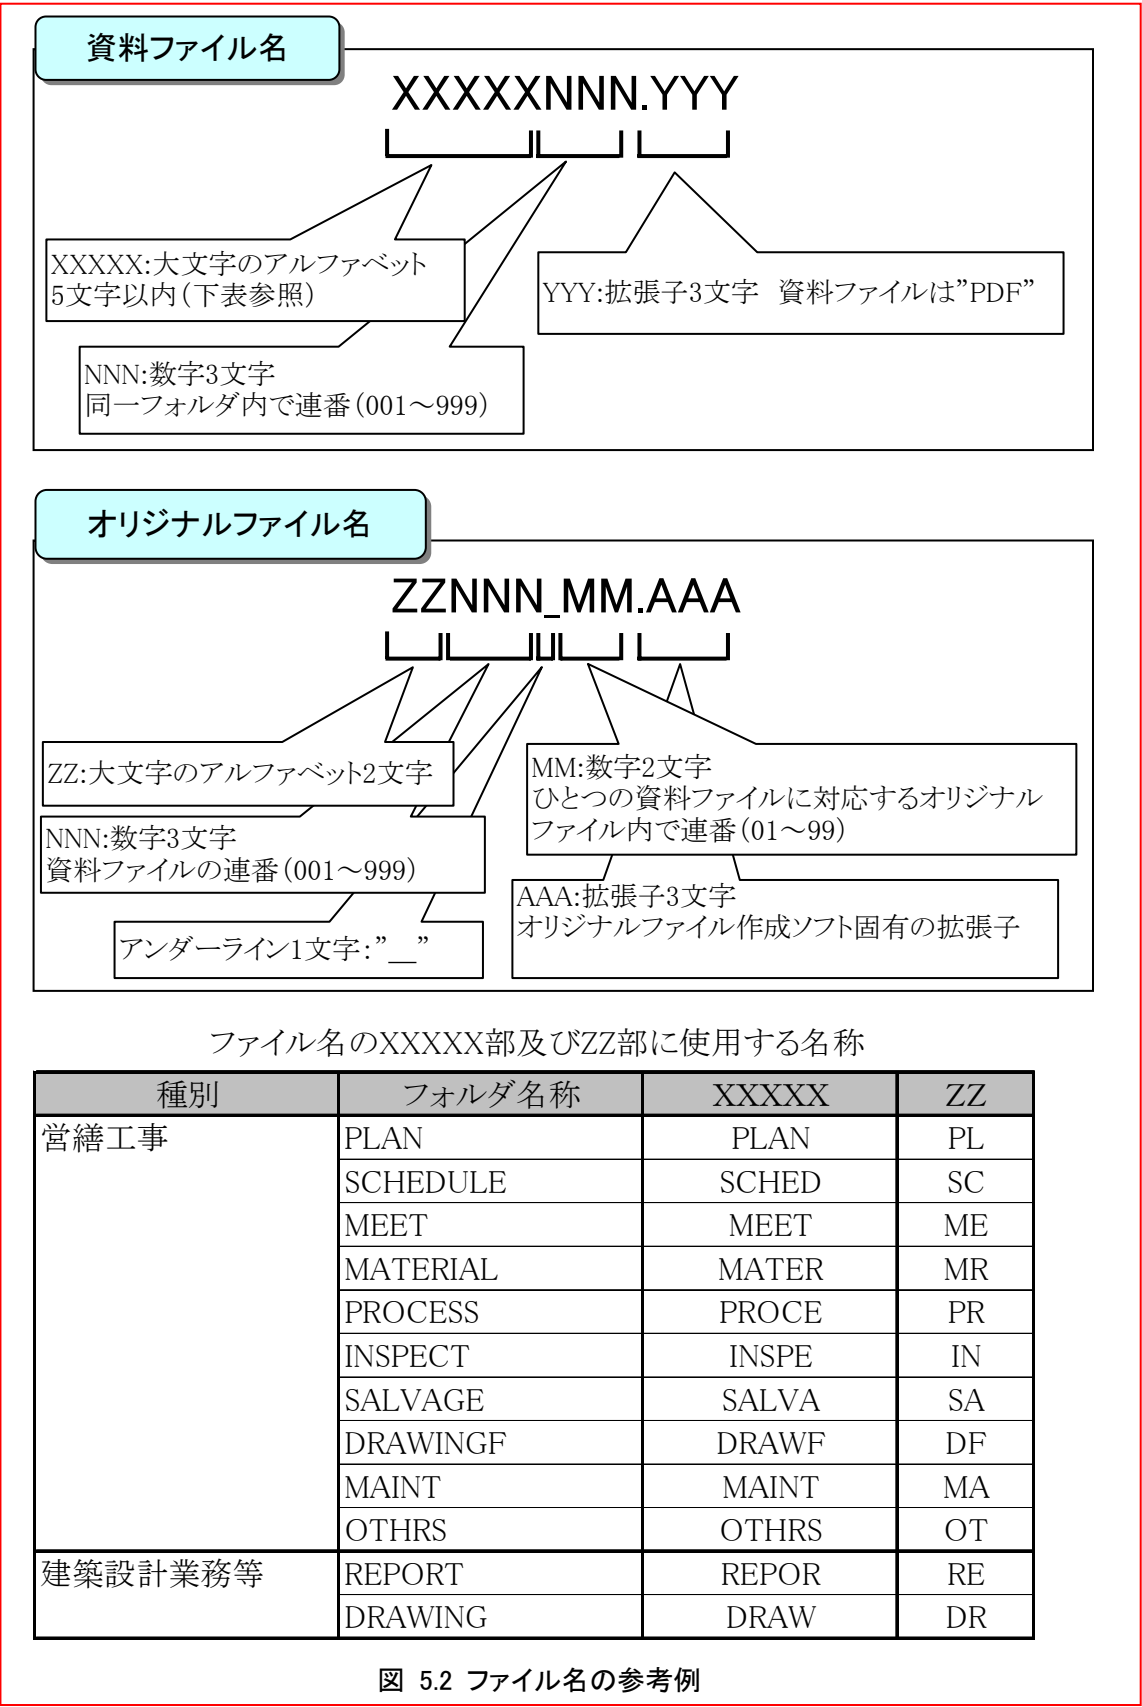 資料ファイル名
XXXXXNNN.YYY
XXXXX:大文字のアルファベット
5文字以内(下表参照)
YYY:拡張子3文字　資料ファイルは”PDF”
NNN:数字3文字
同一フォルダ内で連番(001～999)
オリジナルファイル名
ZZNNN_MM.AAA
ZZ:大文字のアルファベット2文字
MM:数字2文字
ひとつの資料ファイルに対応するオリジナル
ファイル内で連番(01～99)
NNN:数字3文字
資料ファイルの連番(001～999)
AAA:拡張子3文字
オリジナルファイル作成ソフト固有の拡張子
アンダーライン1文字:”__”
ファイル名のXXXXX部及びZZ部に使用する名称
種別 フォルダ名称 XXXXX ZZ
営繕工事 PLAN PLAN PL
SCHEDULE SCHED SC
MEET MEET ME
MATERIAL MATER MR
PROCESS PROCE PR
INSPECT INSPE IN
SALVAGE SALVA SA
DRAWINGF DRAWF DF
MAINT MAINT MA
OTHRS OTHRS OT
建築設計業務等 REPORT REPOR RE
DRAWING DRAW DR
図 5.2 ファイル名の参考例